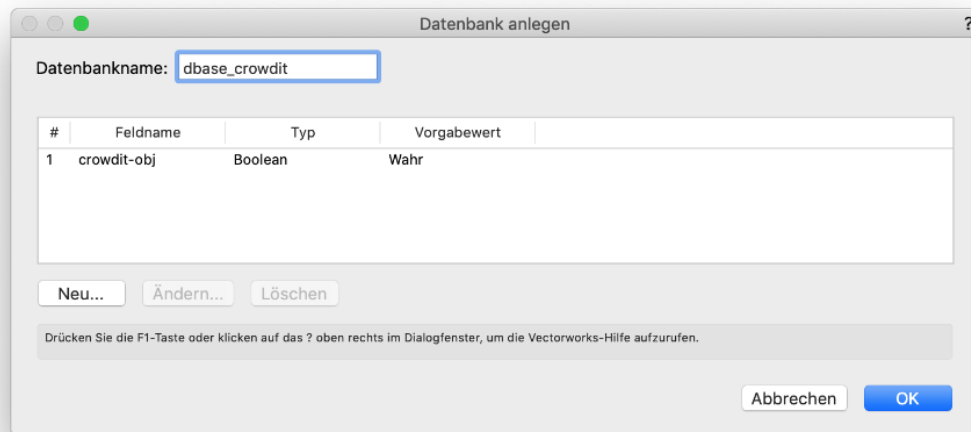 Datenbank anlegen
?
Datenbankname: dbase_crowdit
# Feldname Typ Vorgabewert
1 crowdit-obj Boolean Wahr
Neu... Ändern... Löschen
Drücken Sie die F1-Taste oder klicken auf das ? oben rechts im Dialogfenster, um die Vectorworks-Hilfe aufzurufen.
Abbrechen OK